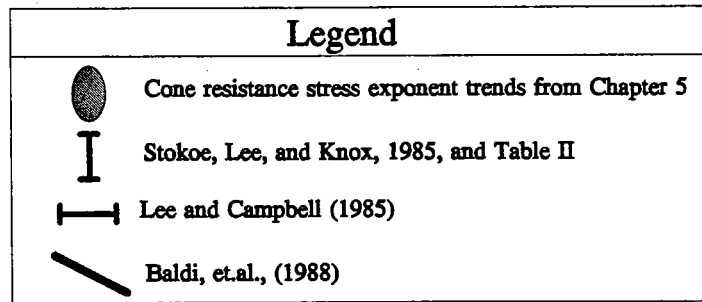 Legend
Cone resistance stress exponent trends from Chapter 5
Stokoe, Lee, and Knox, 1985, and Table II
Lee and Campbell (1985)
Baldi, et.al., (1988)